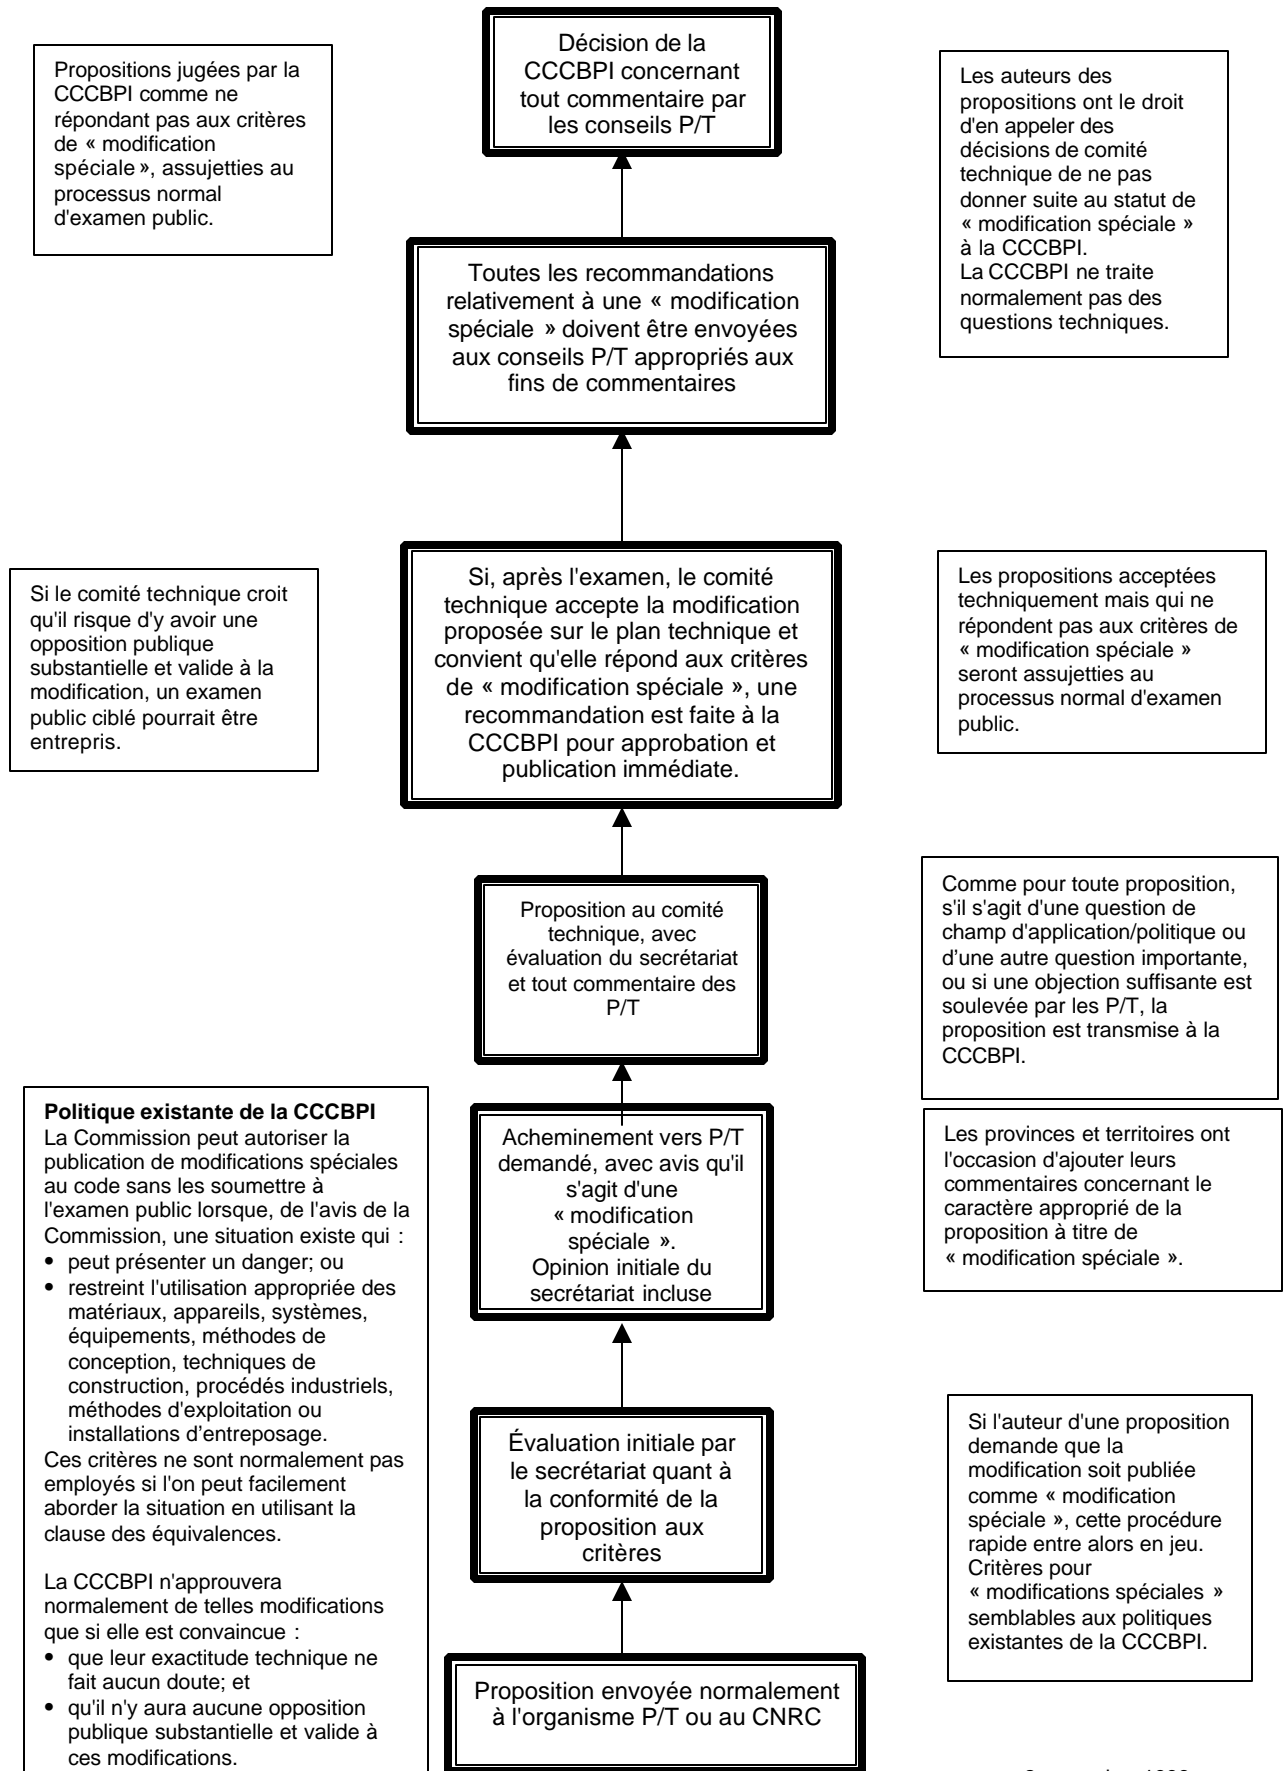 Décision de la
CCCBPI concernant
tout commentaire par
les conseils P/T
Propositions jugées par la
CCCBPI comme ne
répondant pas aux critères
de « modification
spéciale », assujetties au
processus normal
d'examen public.
Les auteurs des
propositions ont le droit
d'en appeler des
décisions de comité
technique de ne pas
donner suite au statut de
« modification spéciale »
à la CCCBPI.
La CCCBPI ne traite
normalement pas des
questions techniques.
Toutes les recommandations
relativement à une « modification
spéciale » doivent être envoyées
aux conseils P/T appropriés aux
fins de commentaires
Si le comité technique croit
qu'il risque d'y avoir une
opposition publique
substantielle et valide à la
modification, un examen
public ciblé pourrait être
entrepris.
Si, après l'examen, le comité
technique accepte la modification
proposée sur le plan technique et
convient qu'elle répond aux critères
de « modification spéciale », une
recommandation est faite à la
CCCBPI pour approbation et
publication immédiate.
Les propositions acceptées
techniquement mais qui ne
répondent pas aux critères de
« modification spéciale »
seront assujetties au
processus normal d'examen
public.
Proposition au comité
technique, avec
évaluation du secrétariat
et tout commentaire des
P/T
Comme pour toute proposition,
s'il s'agit d'une question de
champ d'application/politique ou
d’une autre question importante,
ou si une objection suffisante est
soulevée par les P/T, la
proposition est transmise à la
CCCBPI.
Politique existante de la CCCBPI
La Commission peut autoriser la
publication de modifications spéciales
au code sans les soumettre à
l'examen public lorsque, de l'avis de la
Commission, une situation existe qui :
• peut présenter un danger; ou
• restreint l'utilisation appropriée des
matériaux, appareils, systèmes,
équipements, méthodes de
conception, techniques de
construction, procédés industriels,
méthodes d'exploitation ou
installations d’entreposage.
Ces critères ne sont normalement pas
employés si l'on peut facilement
aborder la situation en utilisant la
clause des équivalences.
La CCCBPI n'approuvera
normalement de telles modifications
que si elle est convaincue :
• que leur exactitude technique ne
fait aucun doute; et
• qu'il n'y aura aucune opposition
publique substantielle et valide à
ces modifications.
Acheminement vers P/T
demandé, avec avis qu'il
s'agit d'une
« modification
spéciale ».
Opinion initiale du
secrétariat incluse
Les provinces et territoires ont
l'occasion d'ajouter leurs
commentaires concernant le
caractère approprié de la
proposition à titre de
« modification spéciale ».
Évaluation initiale par
le secrétariat quant à
la conformité de la
proposition aux
critères
Si l'auteur d'une proposition
demande que la
modification soit publiée
comme « modification
spéciale », cette procédure
rapide entre alors en jeu.
Critères pour
« modifications spéciales »
semblables aux politiques
existantes de la CCCBPI.
Proposition envoyée normalement
à l'organisme P/T ou au CNRC